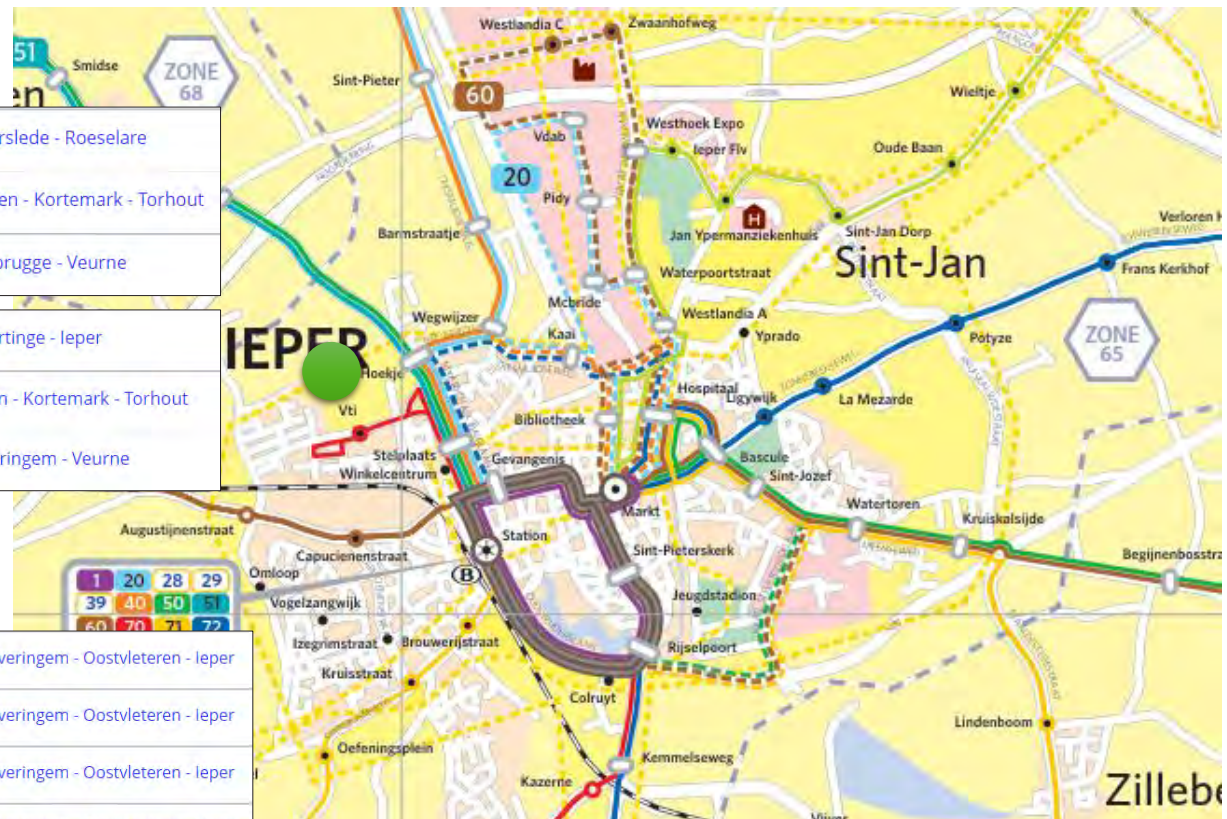 51
Smidse
en
ZONE
68
rslede - Roeselare
en - Kortemark - Torhout
brugge - Veurne
rtinge - Ieper
n - Kortemark - Torhout
ringem - Veurne
Westlandia C
Zwaanhofweg
Sint-Pieter
60
Wieltje
Vdab
Westhoek Expo
Ieper Flv
Oude Baan
20
Pidy
Barmstraatje
Jan Ypermanziekenhuis
Sint-Jan Dorp
Verloren H
Sint-Jan
Frans Kerkhof
Waterpoortstraat
Mcbride
Wegwijzer
Westlandia A
Kaai
Yprado
Potyze
ZONE
65
IEPER
Hoekje
Hospitaal
Ligywijk
La Mezarde
Vti
Bibliotheek
Stelplaats
Winkelcentrum
Gevangenis
Bascule
Sint-Jozef
Markt
Watertoren
Kruiskalsijde
Augustijnenstraat
Capucienenstraat
Station
B
Sint-Pieterskerk
Begijnenbosstra
Omloop
1 20 28 29
39 40 50 51
60 70 71 72
Vogelzangwijk
Jeugdstadion
Izegrimstraat
Brouwerijstraat
Rijselpoort
veringem - Oostvleteren - Ieper
veringem - Oostvleteren - Ieper
veringem - Oostvleteren - Ieper
Kruisstraat
Colruyt
Oefeningsplein
Lindenboom
Kazerne
Kemmelseweg
H
Zillebe